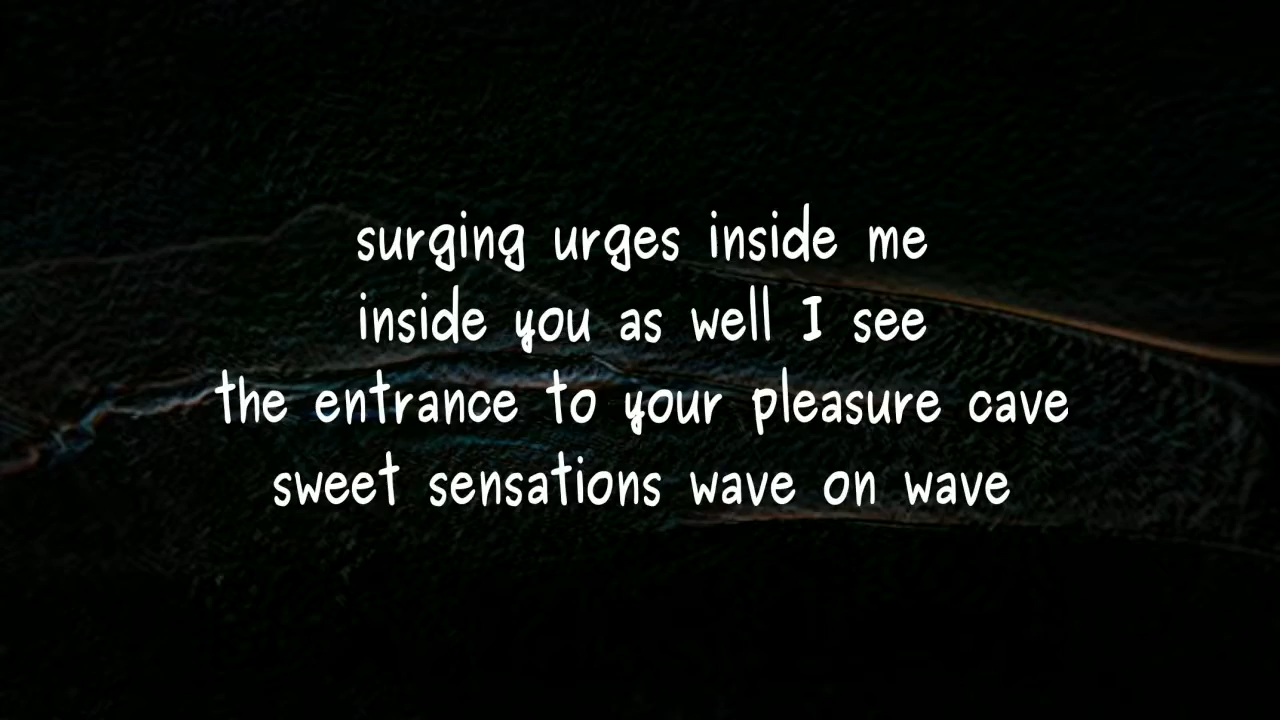 surging urges inside me
inside you as well I see
the entrance to your pleasure cave
sweet sensations wave on wave